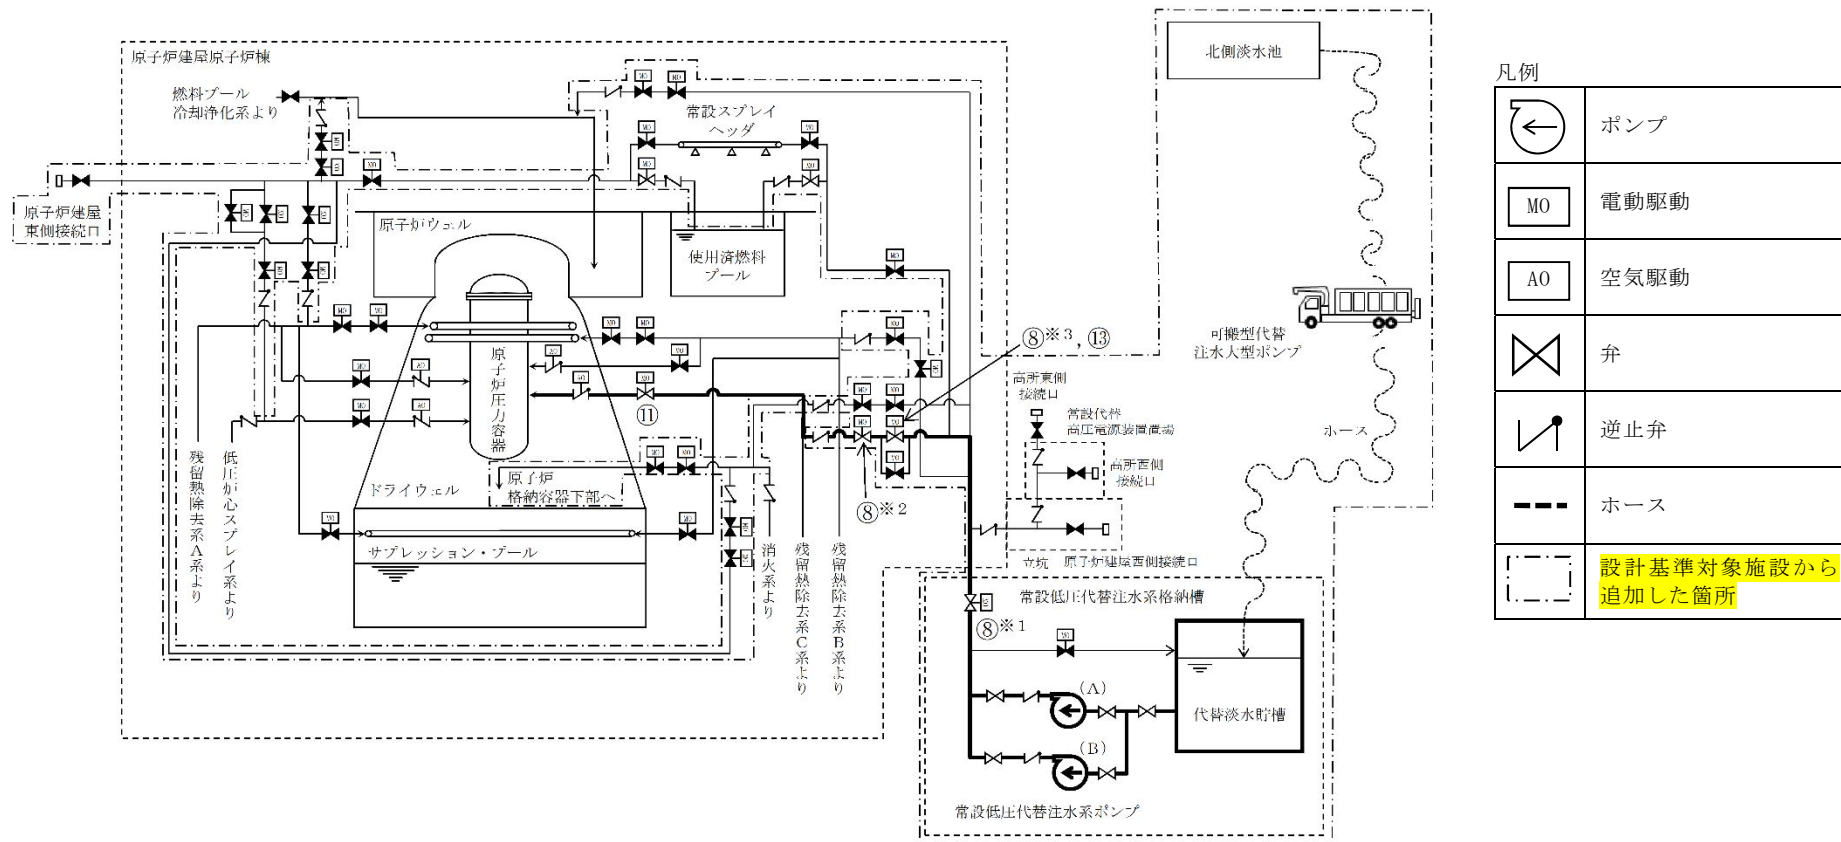 原子炉建屋原子炉棟
燃料プール
冷却浄化系より
原子炉建屋
東側接続口
常設スプレイ
ヘッダ
原子炉ウェル
使用済燃料
プール
原子炉圧力容器
⑪
ドライウェル
原子炉
格納容器下部へ
サプレッション・プール
残留熱除去系A系より
低圧炉心スプレイ系より
消火系より
残留熱除去系C系より
残留熱除去系B系より
⑧※3,⑬
⑧※2
⑧※1
北側淡水池
可搬型代替
注水大型ポンプ
ホース
高所東側
接続口
常設代替
高圧電源装置置場
高所西側
接続口
立坑
原子炉建屋西側接続口
常設低圧代替注水系格納槽
(A)
(B)
代替淡水貯槽
常設低圧代替注水系ポンプ
凡例
ポンプ
MO
電動駆動
AO
空気駆動
弁
逆止弁
ホース
設計基準対象施設から
追加した箇所